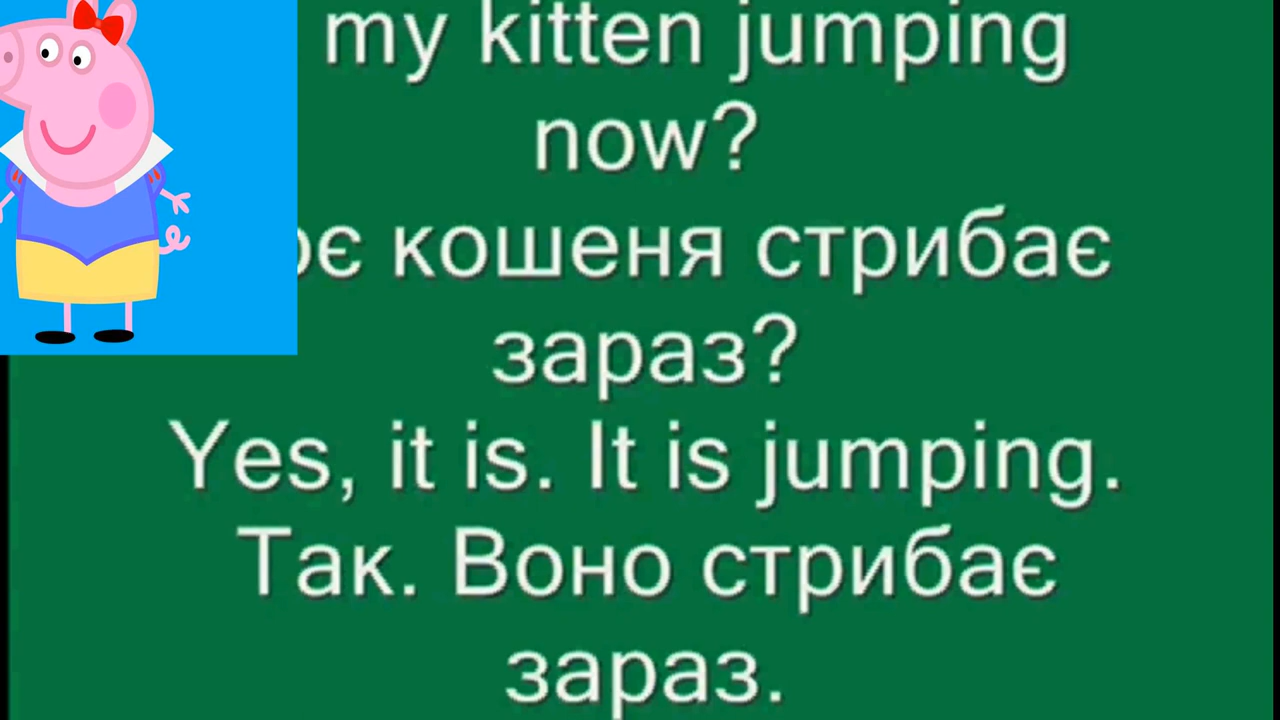 my kitten jumping
now?
кошеня стрибає
зараз?
Yes, it is. It is jumping.
Так. Воно стрибає
зараз.